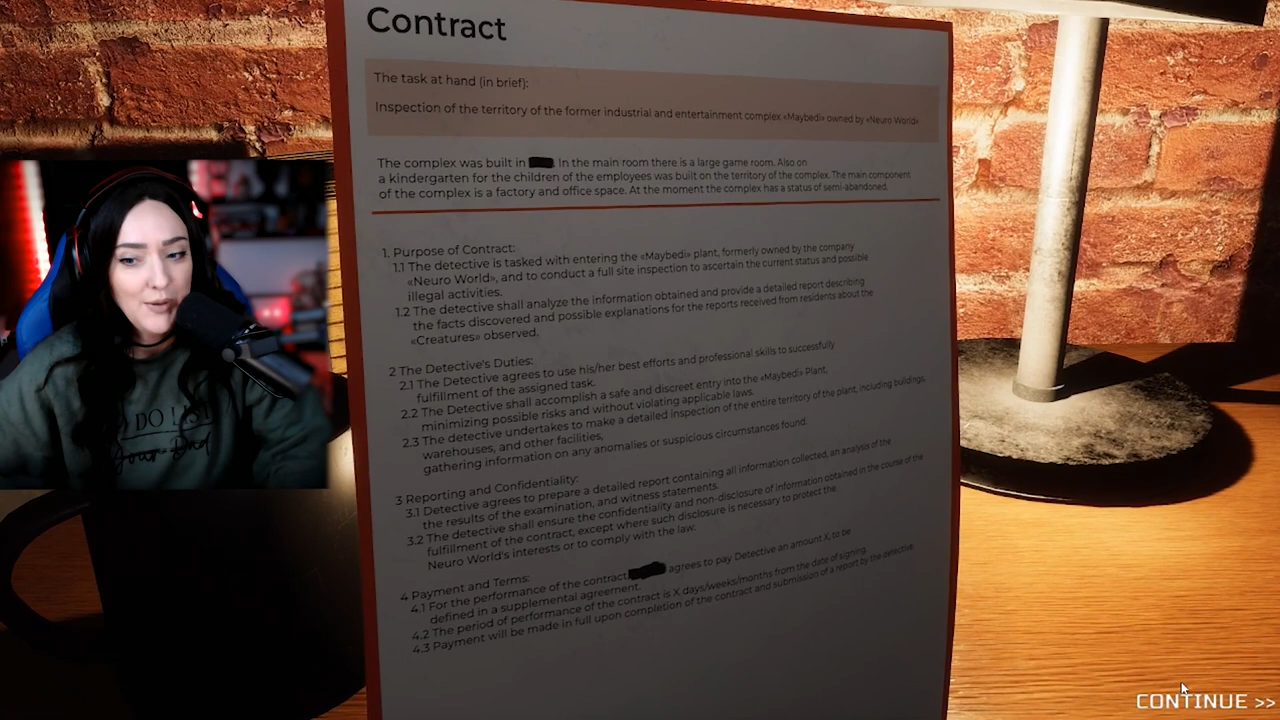 Contract
The task at hand (in brief):
Inspection of the territory of the former industrial and entertainment complex «Maybedi» owned by «Neuro World»
The complex was built in . In the main room there is a large game room. Also on
a kindergarten for the children of the employees was built on the territory of the complex. The main component
of the complex is a factory and office space. At the moment the complex has a status of semi-abandoned.
1. Purpose of Contract:
1.1 The detective is tasked with entering the «Maybedi» plant, formerly owned by the company
«Neuro World», and to conduct a full site inspection to ascertain the current status and possible
illegal activities.
1.2 The detective shall analyze the information obtained and provide a detailed report describing
the facts discovered and possible explanations for the reports received from residents about the
«Creatures» observed.
2 The Detective's Duties:
2.1 The Detective agrees to use his/her best efforts and professional skills to successfully
fulfillment of the assigned task.
2.2 The Detective shall accomplish a safe and discreet entry into the «Maybedi» Plant,
minimizing possible risks and without violating applicable laws.
2.3 The detective undertakes to make a detailed inspection of the entire territory of the plant, including buildings,
warehouses, and other facilities,
gathering information on any anomalies or suspicious circumstances found.
3 Reporting and Confidentiality:
3.1 Detective agrees to prepare a detailed report containing all information collected, an analysis of the
the results of the examination, and witness statements.
3.2 The detective shall ensure the confidentiality and non-disclosure of information obtained in the course of the
fulfillment of the contract, except where such disclosure is necessary to protect the
Neuro World's interests or to comply with the law.
4 Payment and Terms:
4.1 For the performance of the contract, agrees to pay Detective an amount X, to be
defined in a supplemental agreement.
4.2 The period of performance of the contract is X days/weeks/months from the date of signing.
4.3 Payment will be made in full upon completion of the contract and submission of a report by the detective
DO LIST
Your Dad
CONTINUE >>